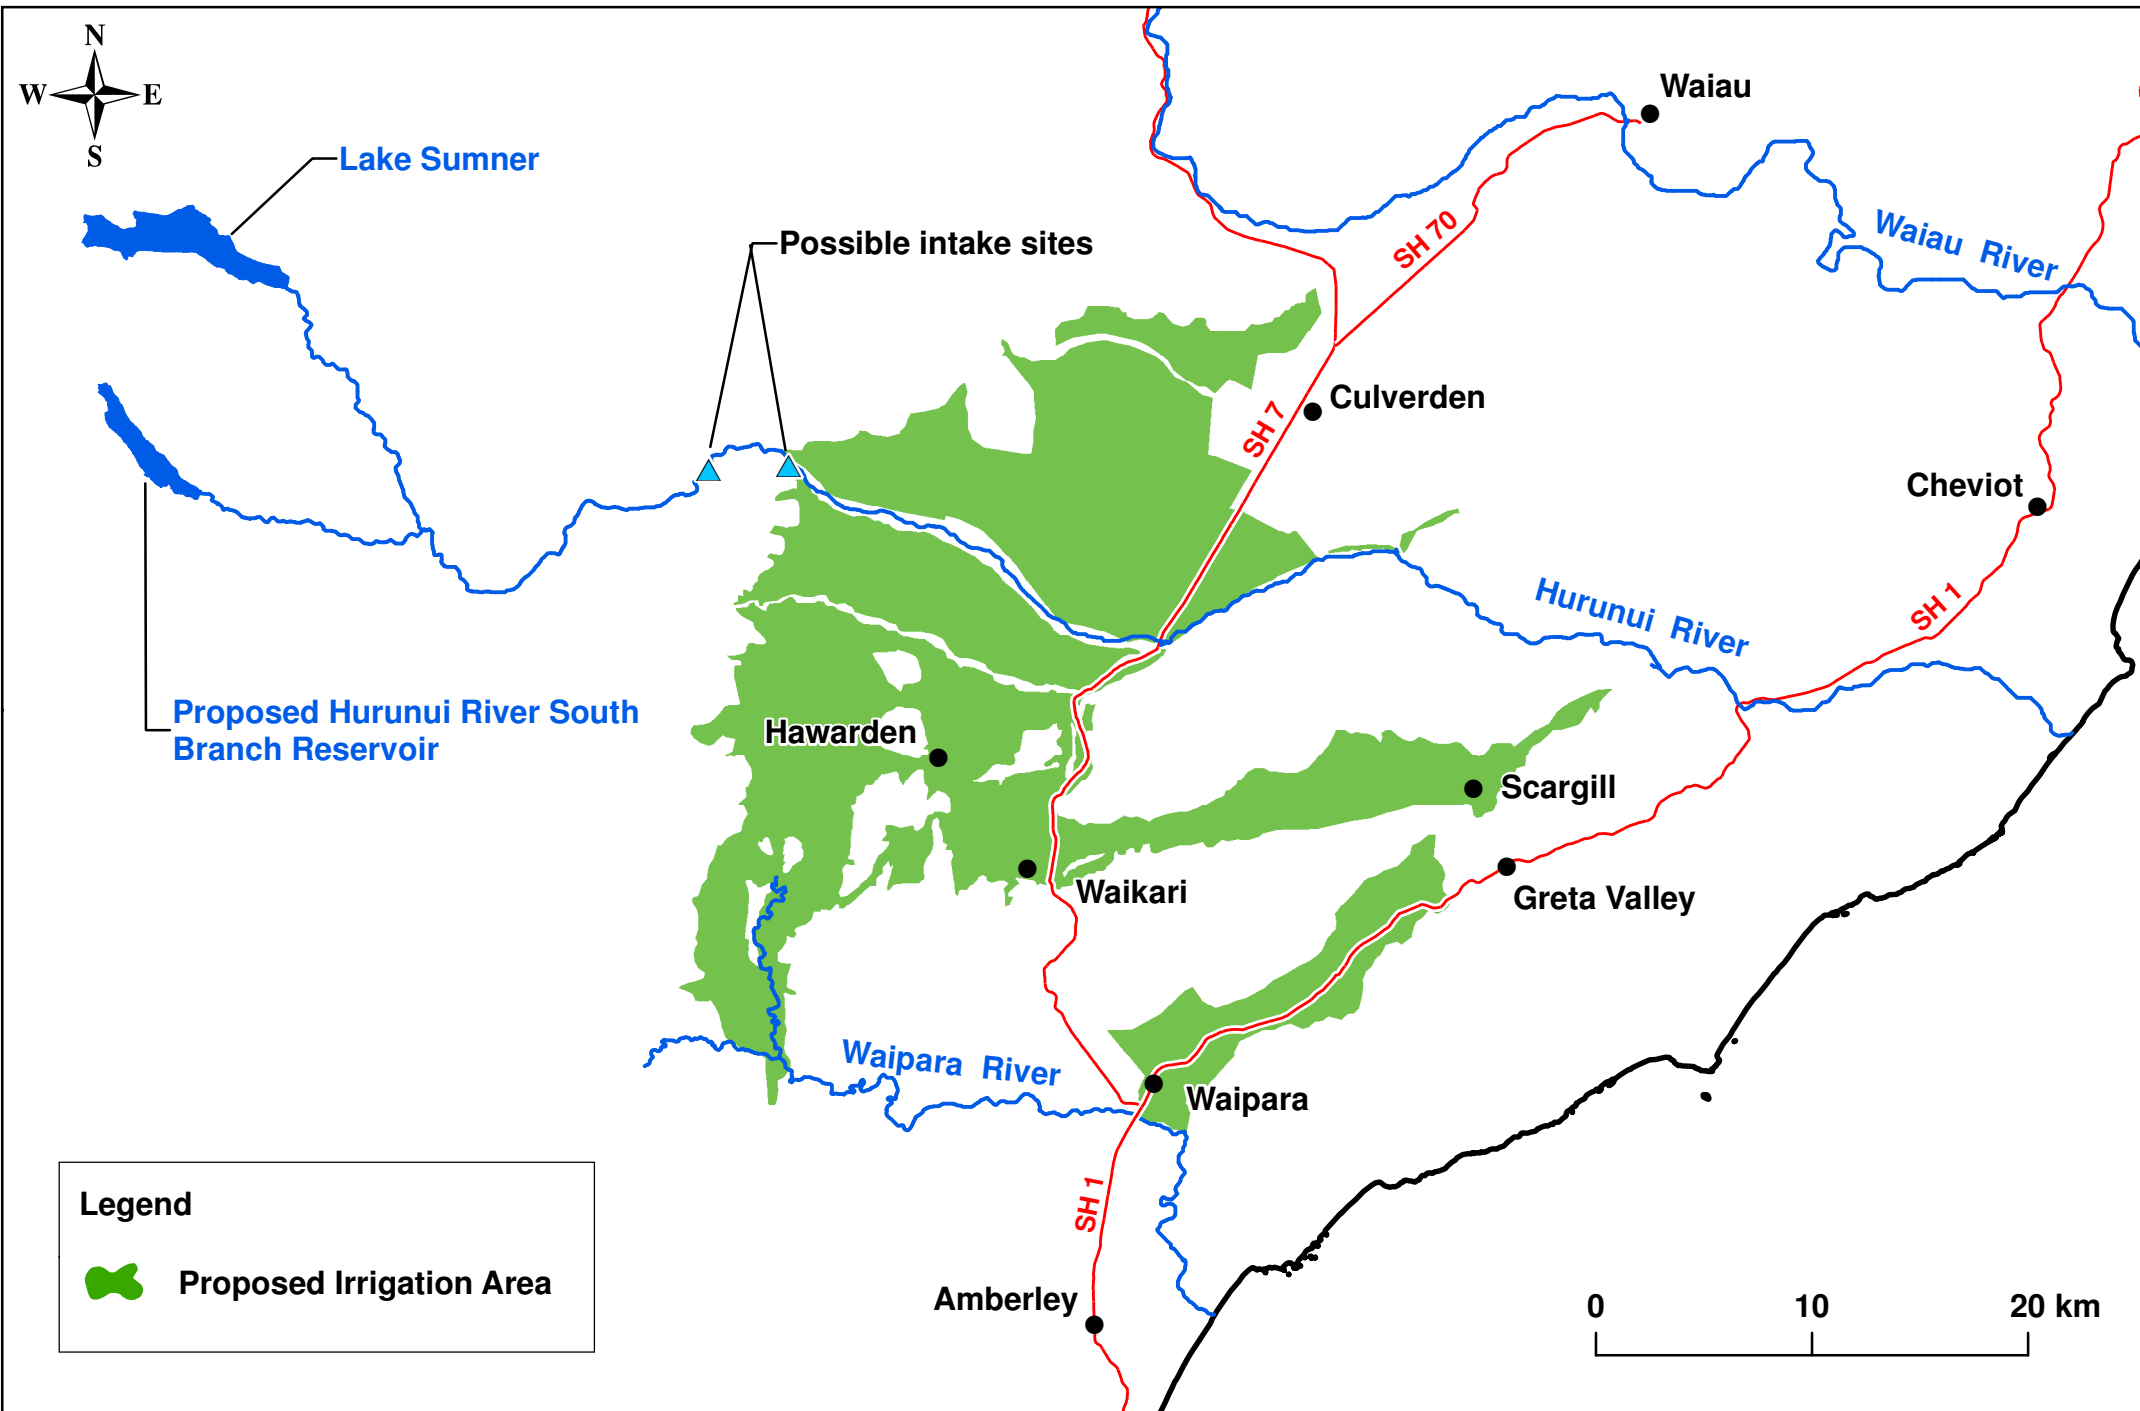 N
W E
S
Waiau
Lake Sumner
SH 70
Waiau River
Possible intake sites
Culverden
SH 7
Cheviot
Hurunui River
SH 1
Proposed Hurunui River South
Branch Reservoir
Hawarden
Scargill
Waikari
Greta Valley
Waipara River
Waipara
SH 1
Legend
Proposed Irrigation Area
Amberley
0 10 20 km